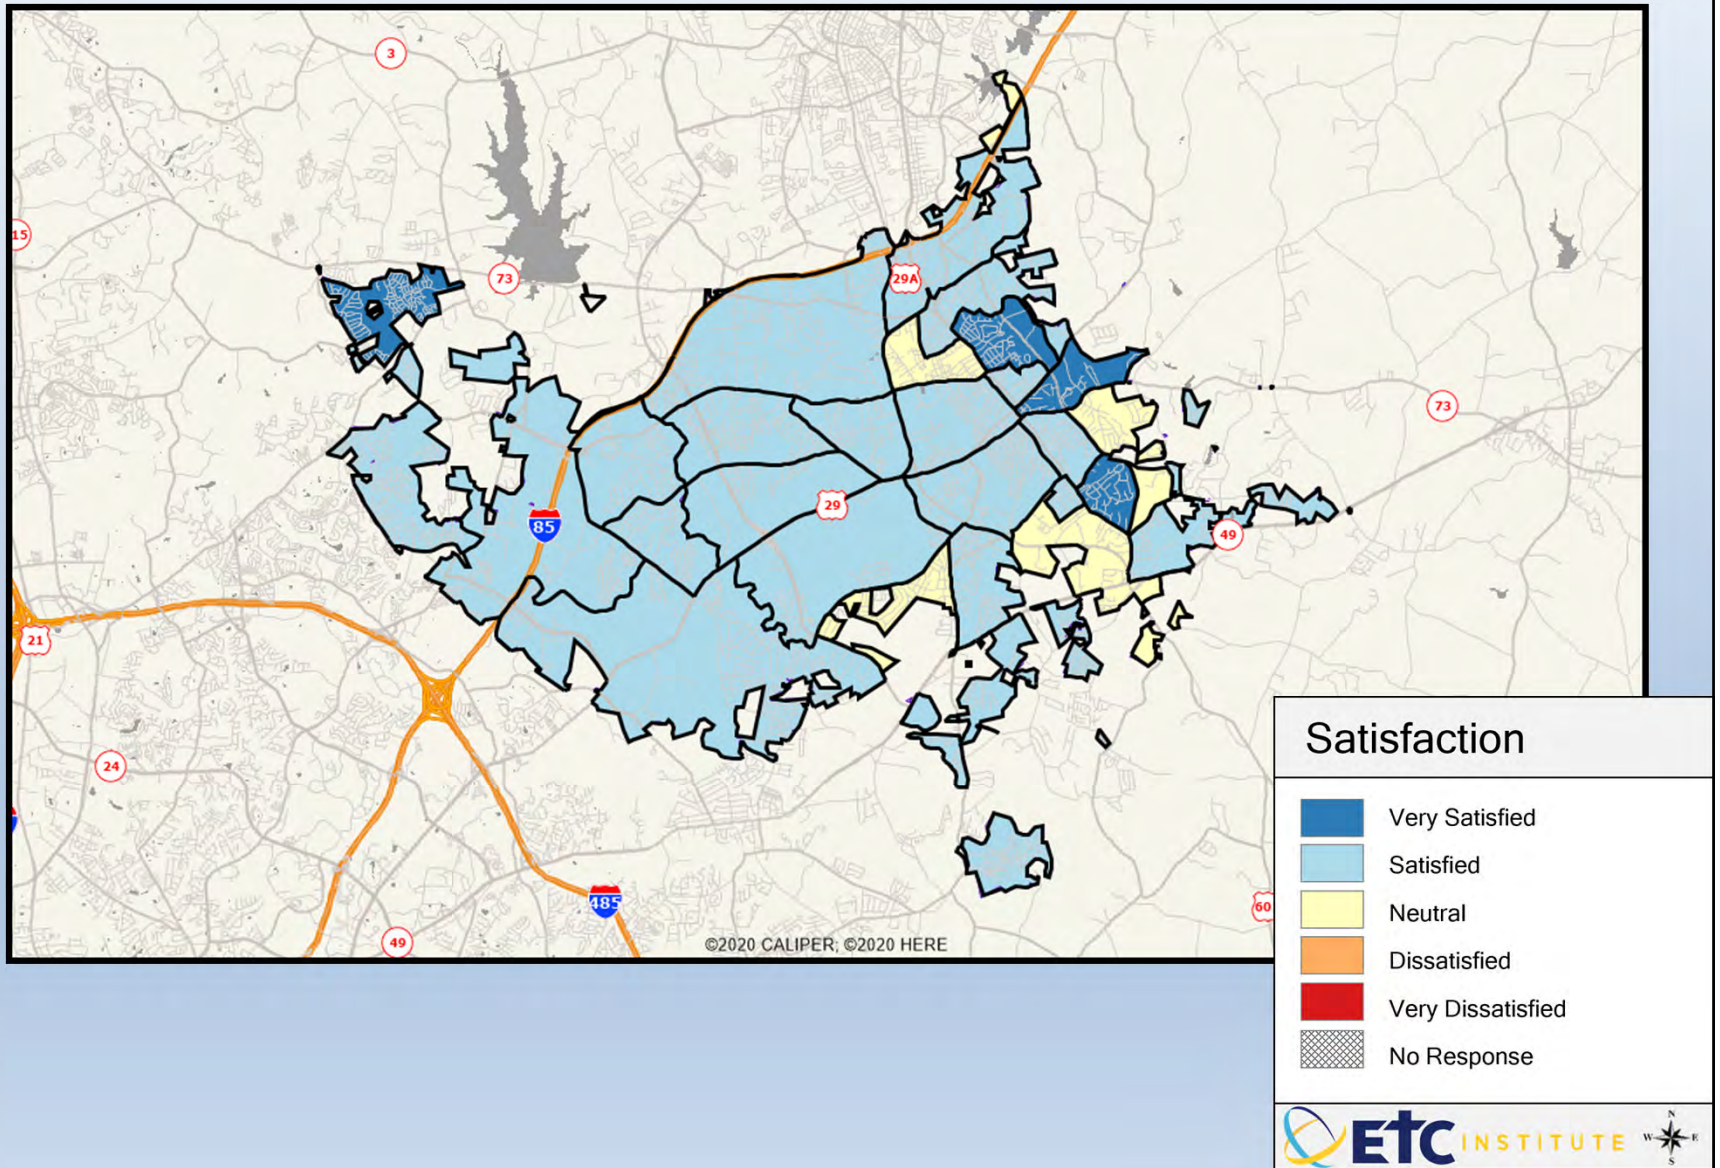 3
15
73
29A
73
29
85
49
21
24
485
60
49
©2020 CALIPER; ©2020 HERE
Satisfaction
Very Satisfied
Satisfied
Neutral
Dissatisfied
Very Dissatisfied
No Response
ETC INSTITUTE
N
W E
S